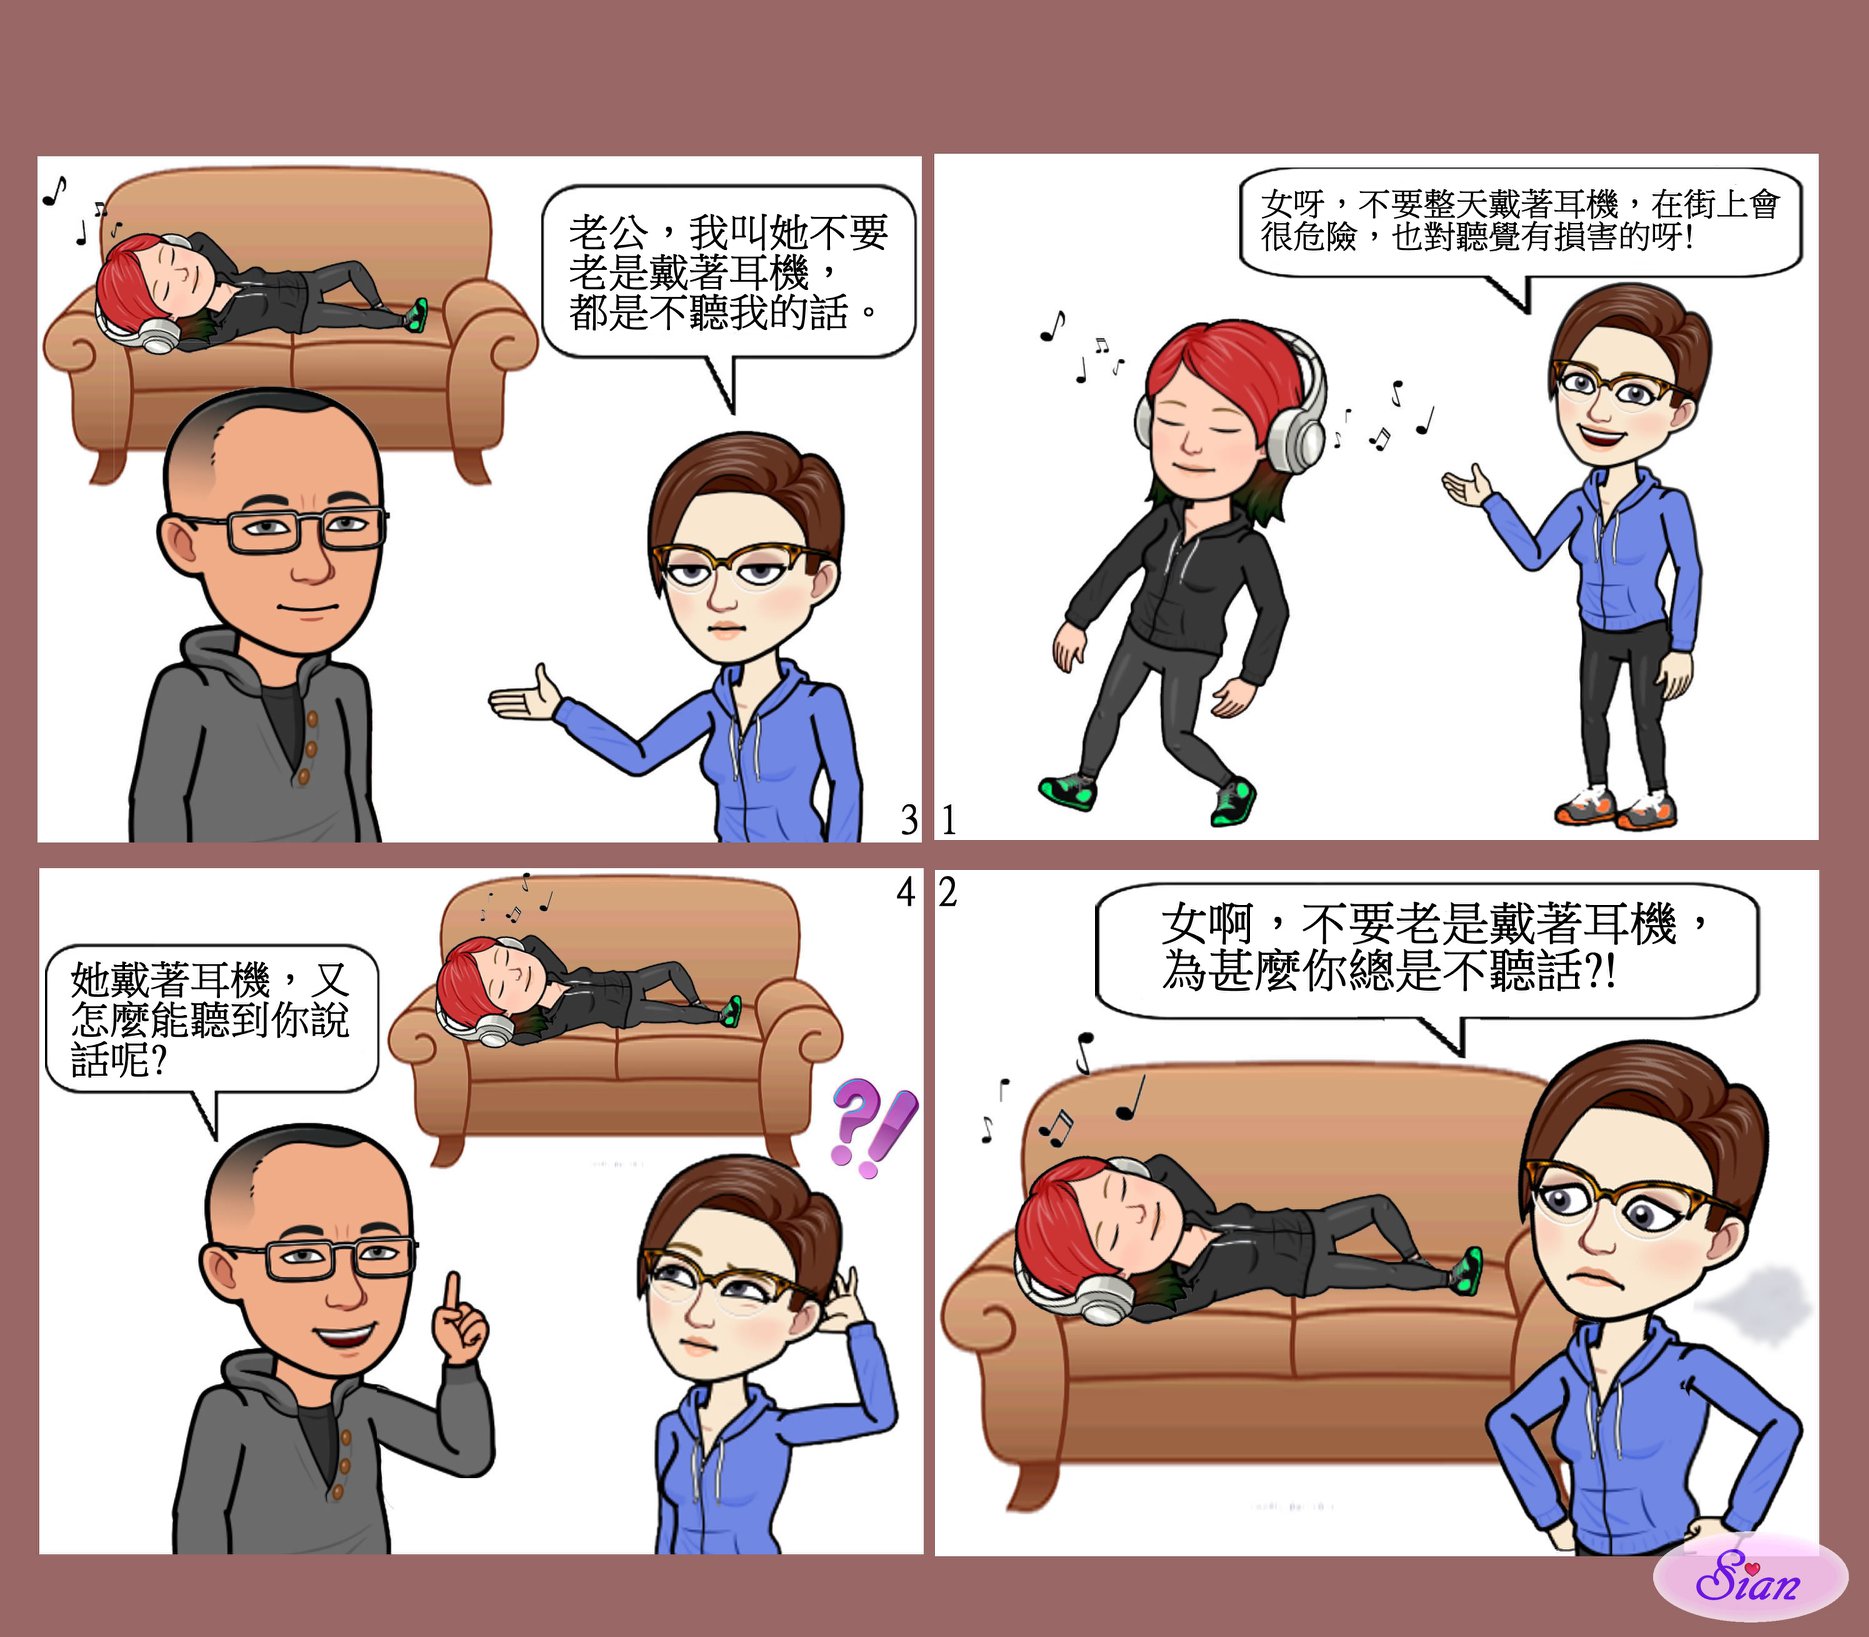 女呀，不要整天戴著耳機，在街上會
很危險，也對聽覺有損害的呀!
1
2
女啊，不要老是戴著耳機，
為甚麼你總是不聽話?!
老公，我叫她不要
老是戴著耳機，
都是不聽我的話。
3
4
她戴著耳機，又
怎麼能聽到你說
話呢?
?!
Sian